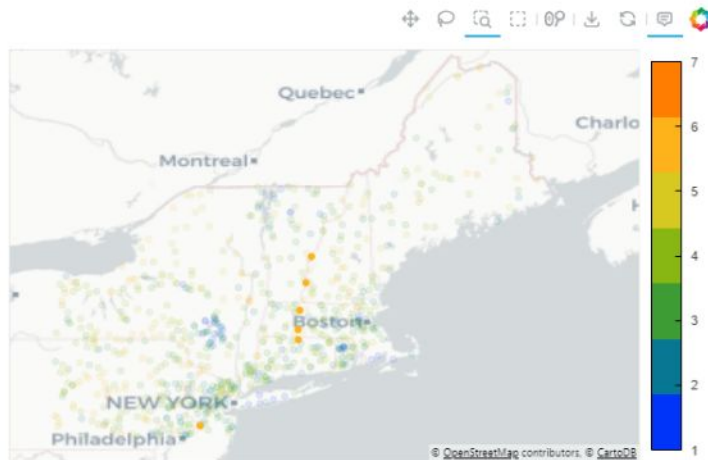 7
Quebec
Charlo
6
Montreal
5
4
3
Boston
2
NEW YORK
Philadelphia
© OpenStreetMap contributors, © CartoDB
1